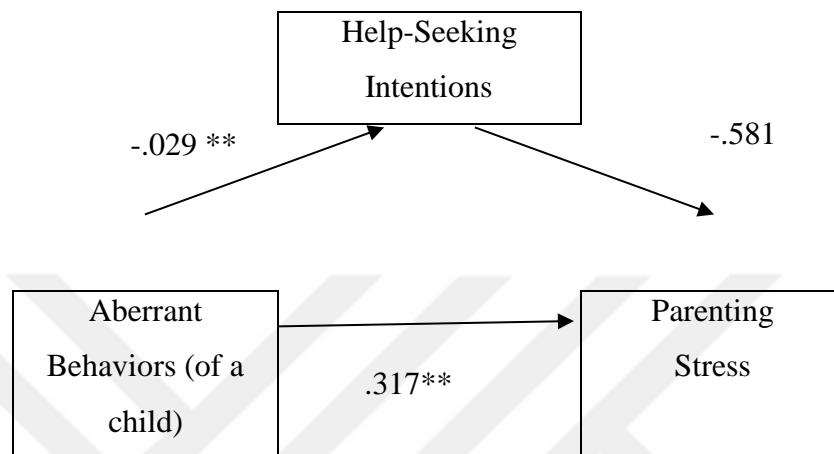 Help-Seeking
Intentions
-.029 **
-.581
Aberrant
Behaviors (of a
child)
.317**
Parenting
Stress